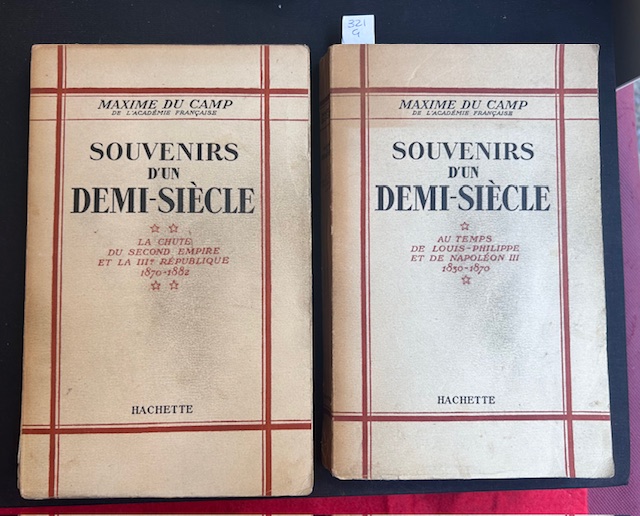 321
G
MAXIME DU CAMP
DE L'ACADÉMIE FRANÇAISE
SOUVENIRS
D'UN
DEMI-SIÈCLE
LA CHUTE
DU SECOND EMPIRE
ET LA IIIe RÉPUBLIQUE
1870-1882
HACHETTE
MAXIME DU CAMP
DE L'ACADÉMIE FRANÇAISE
SOUVENIRS
D'UN
DEMI-SIÈCLE
AU TEMPS
DE LOUIS-PHILIPPE
ET DE NAPOLÉON III
1830-1870
HACHETTE